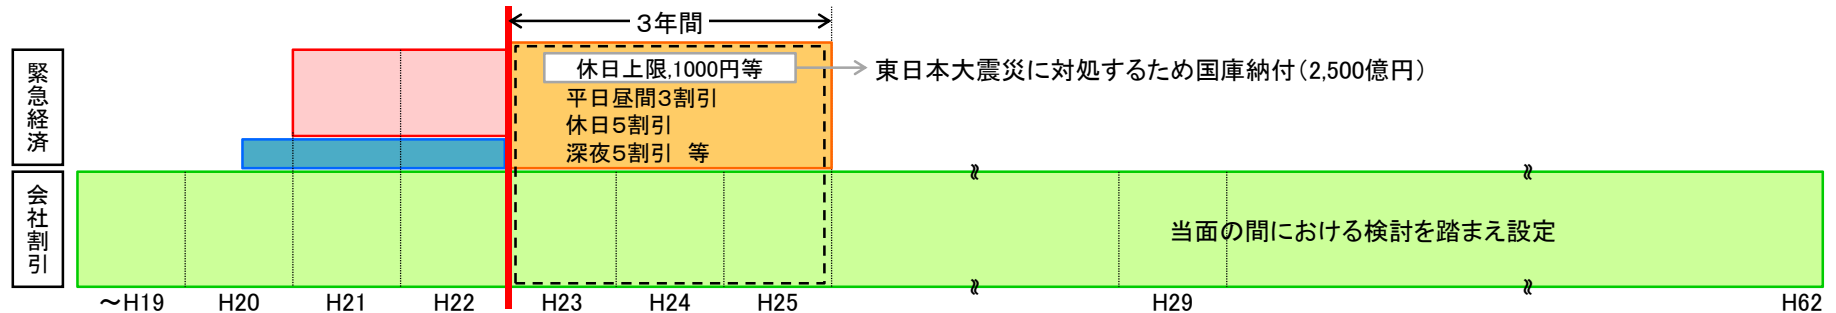 3年間
緊急経済
休日上限,1000円等
東日本大震災に対処するため国庫納付(2,500億円)
平日昼間3割引
休日5割引
深夜5割引　等
会社割引
当面の間における検討を踏まえ設定
～H19 H20 H21 H22 H23 H24 H25 H29 H62